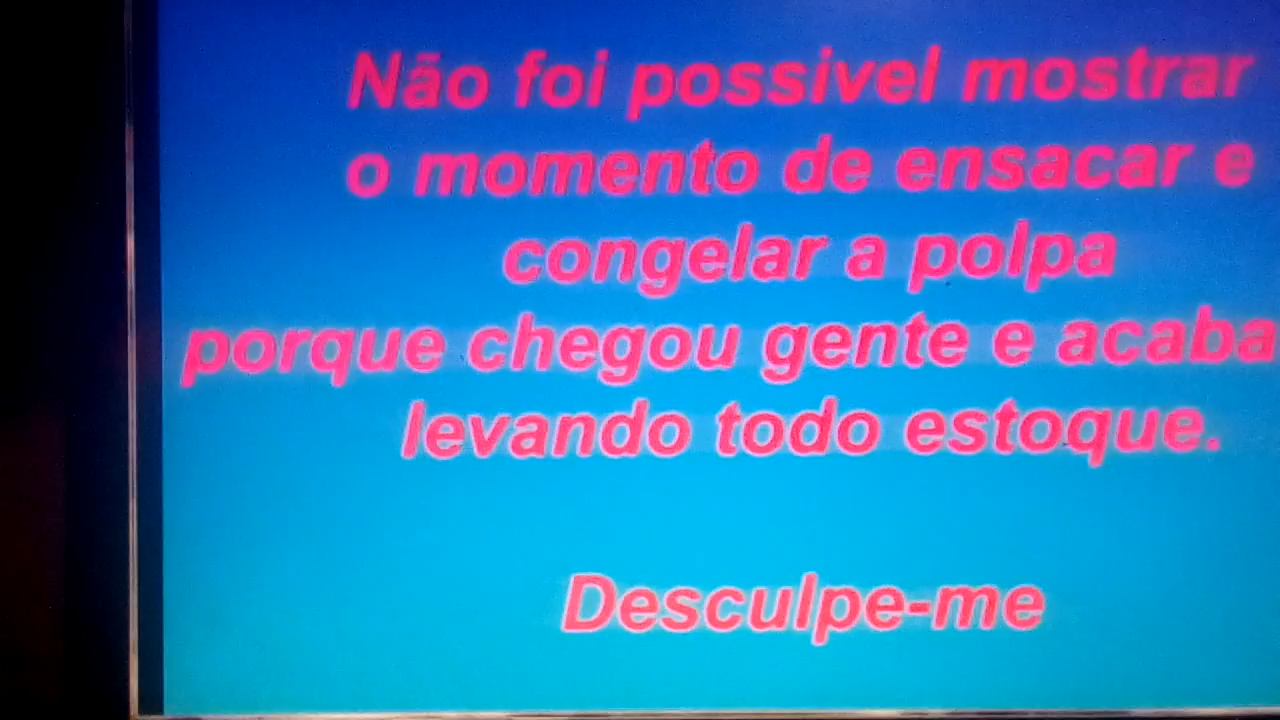 Não foi possivel mostrar
o momento de ensacar e
congelar a polpa
porque chegou gente e acaba
levando todo estoque.
Desculpe-me